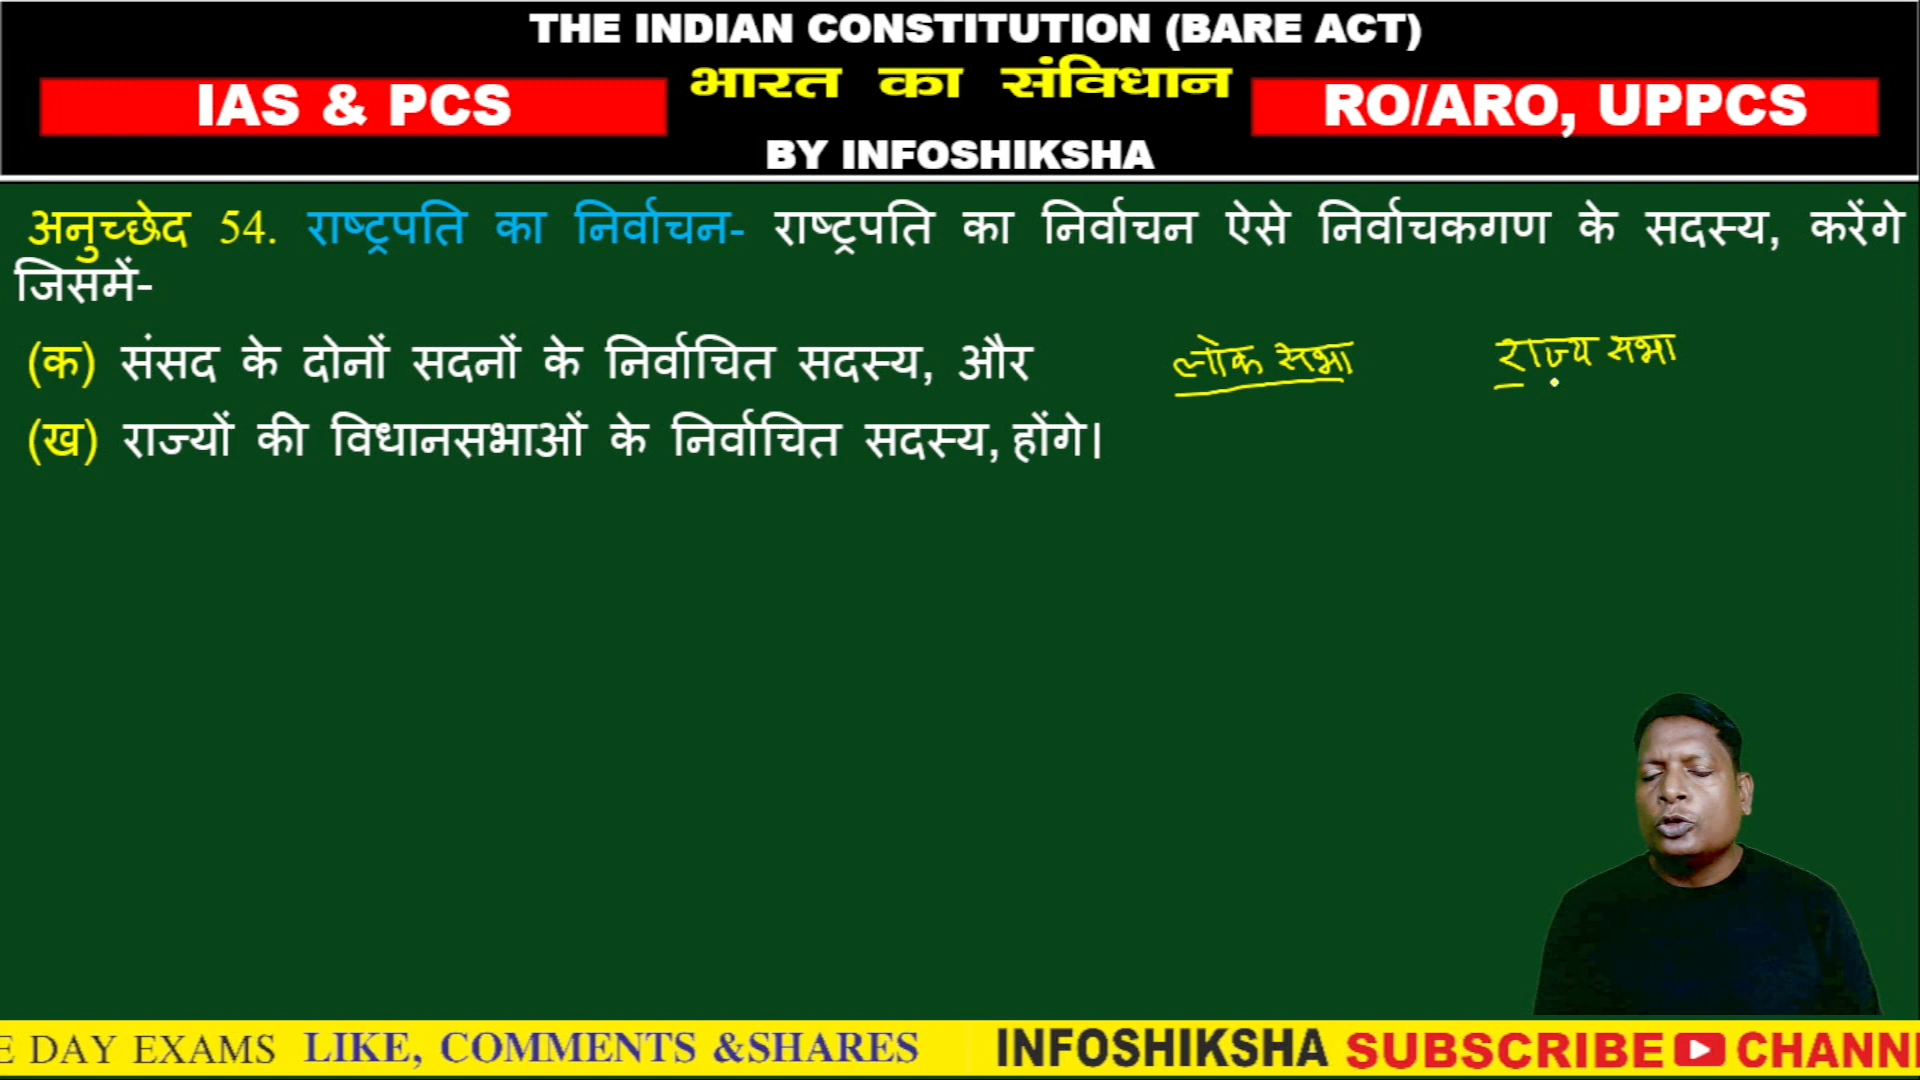 THE INDIAN CONSTITUTION (BARE ACT)
भारत का संविधान
IAS & PCS
RO/ARO, UPPCS
BY INFOSHIKSHA
अनुच्छेद 54. राष्ट्रपति का निर्वाचन- राष्ट्रपति का निर्वाचन ऐसे निर्वाचकगण के सदस्य, करेंगे
जिसमें-
(क) संसद के दोनों सदनों के निर्वाचित सदस्य, और
लोक सभा
राज्य सभा
(ख) राज्यों की विधानसभाओं के निर्वाचित सदस्य, होंगे।
E DAY EXAMS LIKE, COMMENTS &SHARES INFOSHIKSHA SUBSCRIBE CHANN